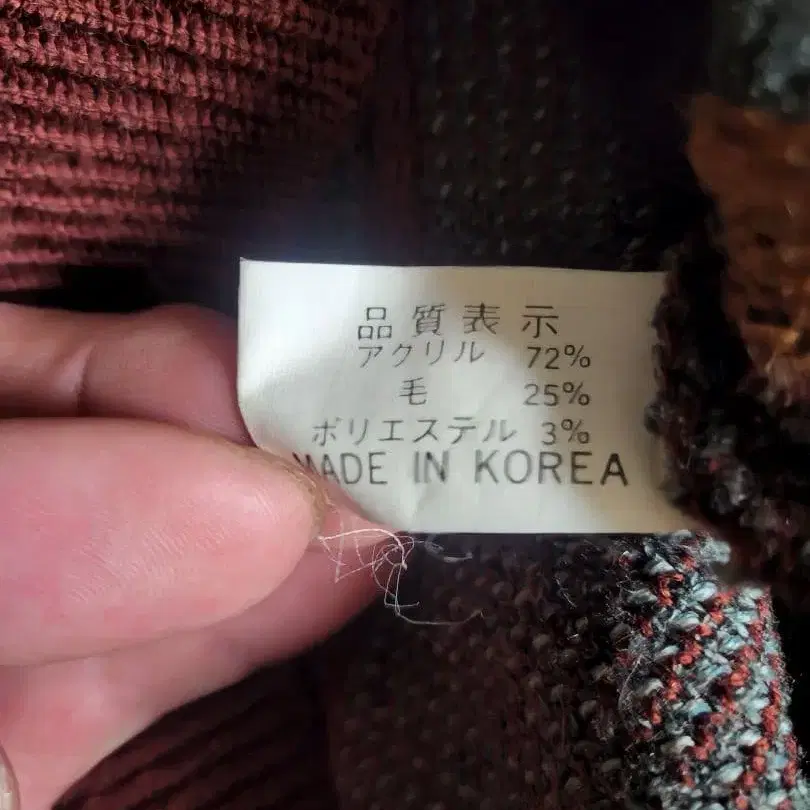 品質表示
アクリル 72%
毛 25%
ポリエステル 3%
MADE IN KOREA